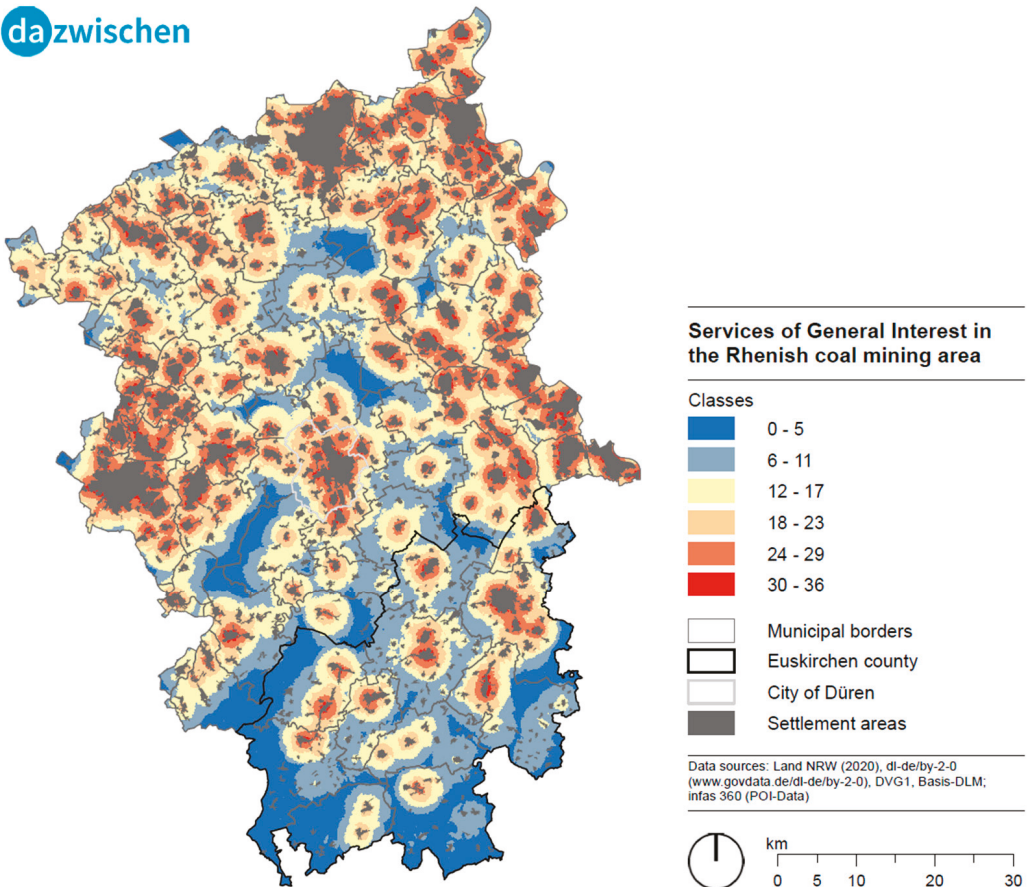 dazwischen
Services of General Interest in
the Rhenish coal mining area
Classes
0 - 5
6 - 11
12 - 17
18 - 23
24 - 29
30 - 36
Municipal borders
Euskirchen county
City of Düren
Settlement areas
Data sources: Land NRW (2020), dl-de/by-2-0
(www.govdata.de/dl-de/by-2-0), DVG1, Basis-DLM;
infas 360 (POI-Data)
km
0 5 10 20 30